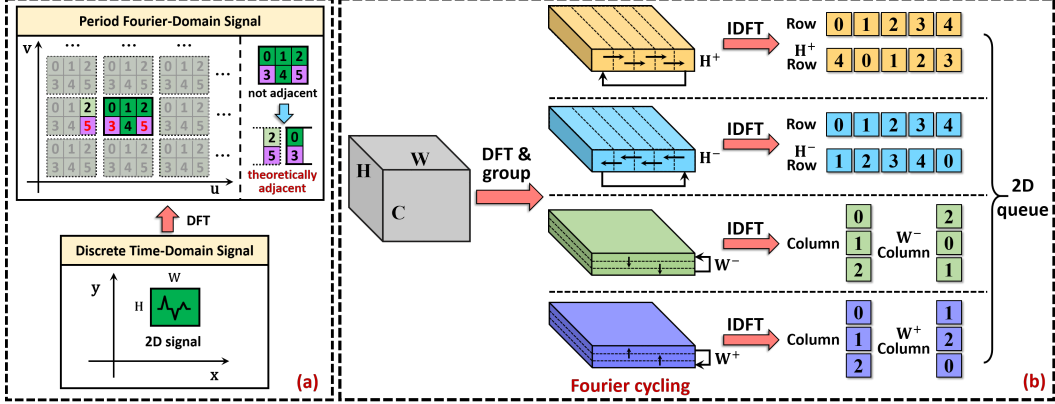 Period Fourier-Domain Signal
v
... ... ...
0 1 2 0 1 2 0 1 2
3 4 5 3 4 5 3 4 5
...
2 0 1 2 0 1 2
5 3 4 5 3 4 5
...
0 1 2 0 1 2 0 1 2
3 4 5 3 4 5 3 4 5
...
u
0 1 2
3 4 5
not adjacent
2 0
5 3
theoretically
adjacent
DFT
Discrete Time-Domain Signal
y
W
H
2D signal
x
(a)
H
W
C
DFT &
group
H+
IDFT
Row
0 1 2 3 4
H+
Row
4 0 1 2 3
H−
IDFT
Row
0 1 2 3 4
H−
Row
1 2 3 4 0
W−
IDFT
Column
0
1
2
W−
Column
2
0
1
W+
IDFT
Column
0
1
2
W+
Column
1
2
0
2D
queue
Fourier cycling
(b)